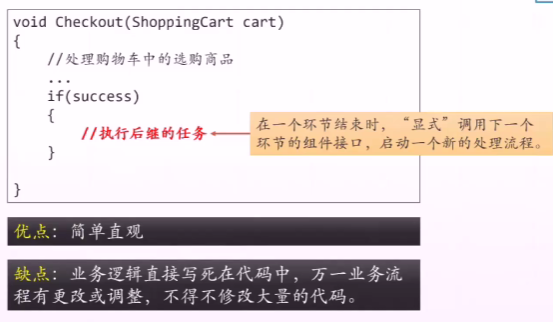 void Checkout(ShoppingCart cart)
{
//处理购物车中的选购商品
...
if(success)
{
//执行后继的任务
}
}
在一个环节结束时，“显式”调用下一个
环节的组件接口，启动一个新的处理流程。
优点：简单直观
缺点：业务逻辑直接写死在代码中，万一业务流
程有更改或调整，不得不修改大量的代码。